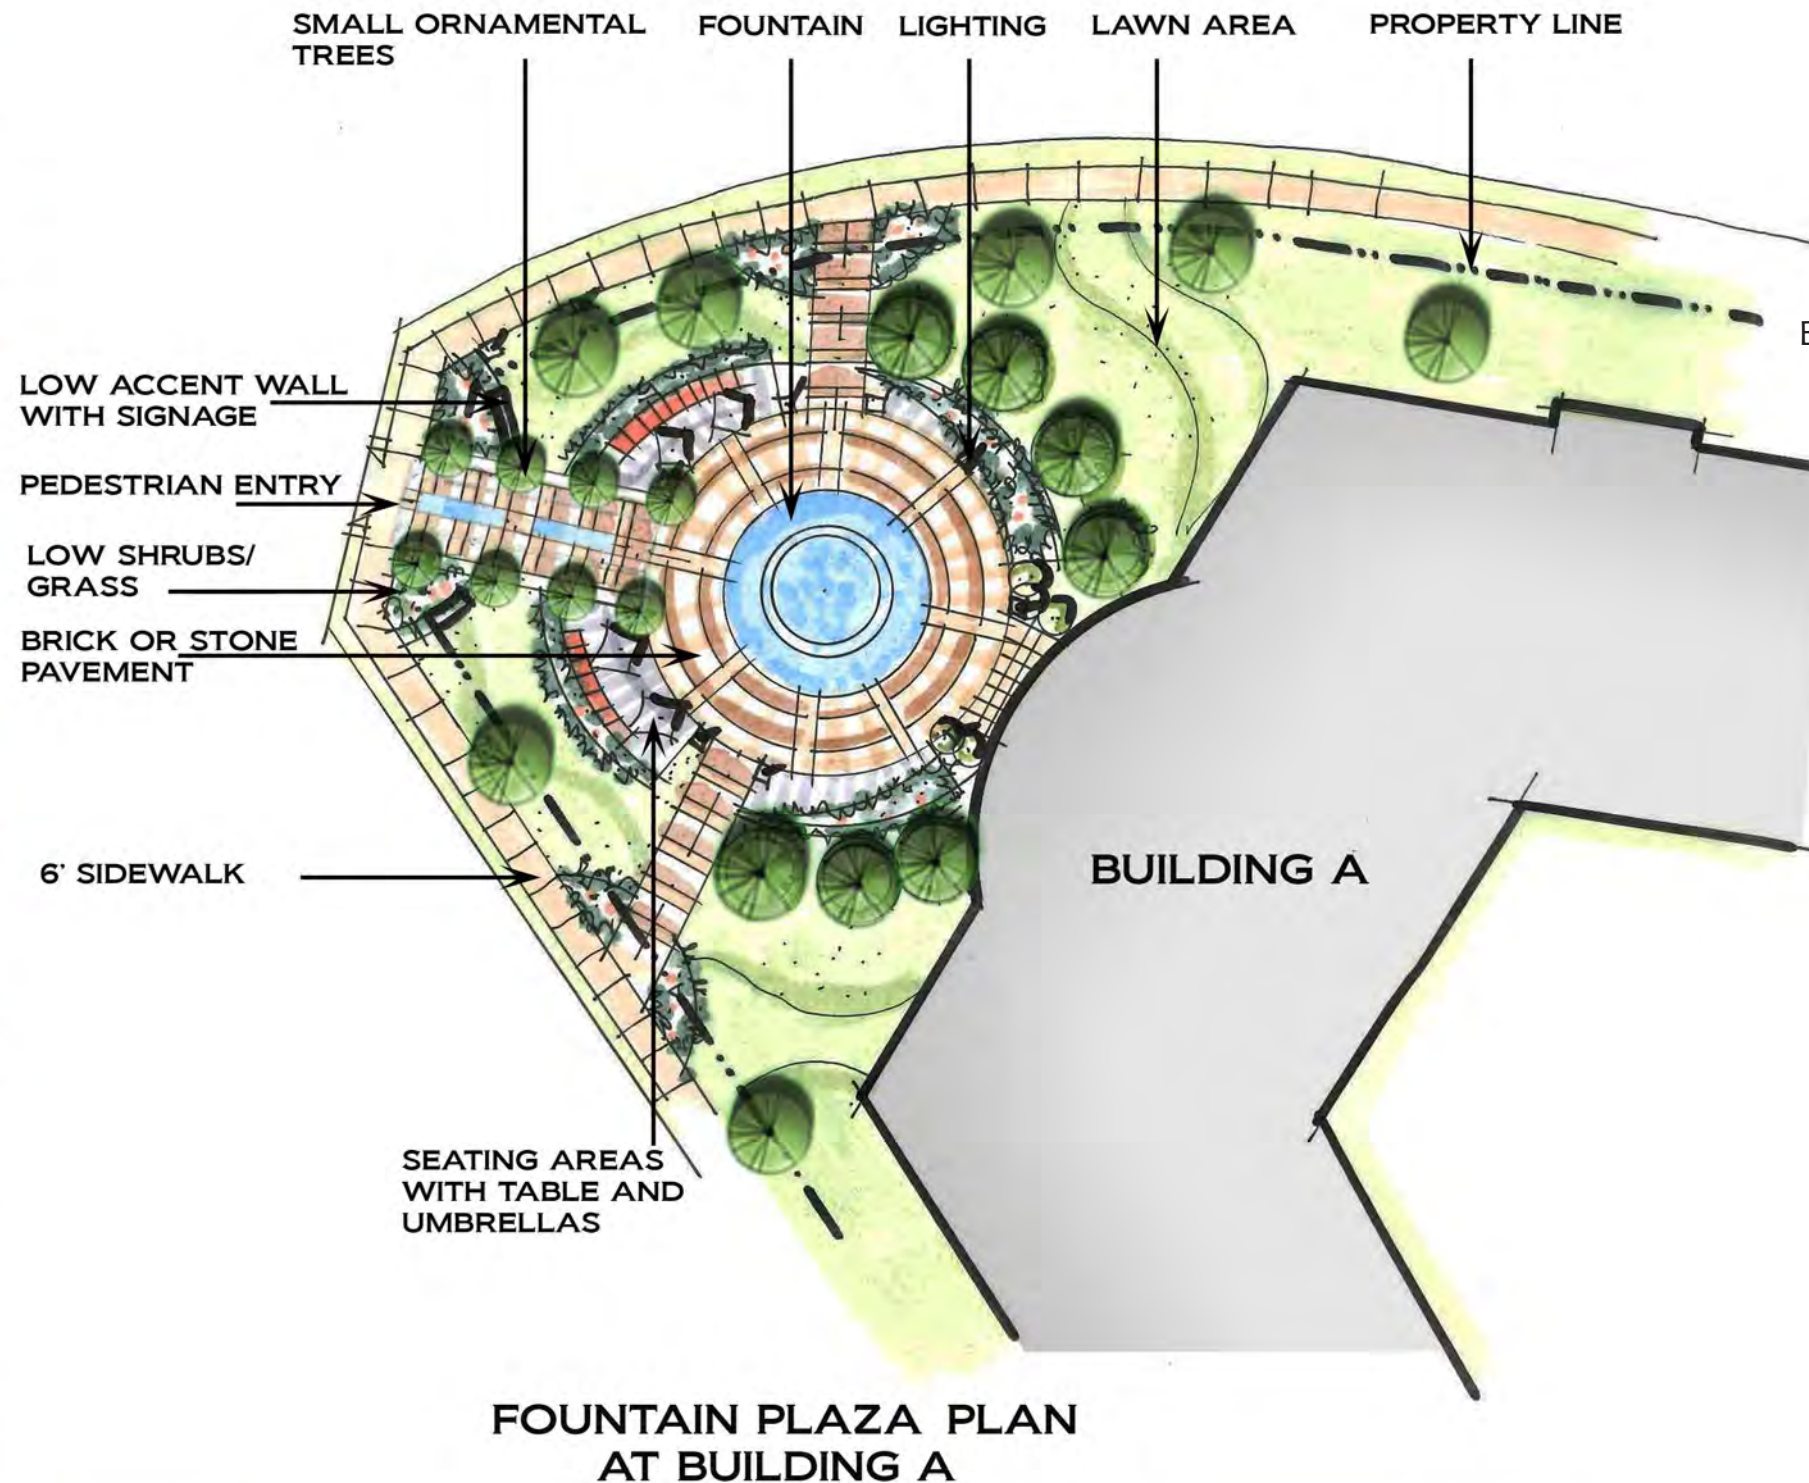 SMALL ORNAMENTAL
TREES
FOUNTAIN
LIGHTING
LAWN AREA
PROPERTY LINE
LOW ACCENT WALL
WITH SIGNAGE
PEDESTRIAN ENTRY
LOW SHRUBS/
GRASS
BRICK OR STONE
PAVEMENT
6' SIDEWALK
SEATING AREAS
WITH TABLE AND
UMBRELLAS
BUILDING A
E
FOUNTAIN PLAZA PLAN
AT BUILDING A